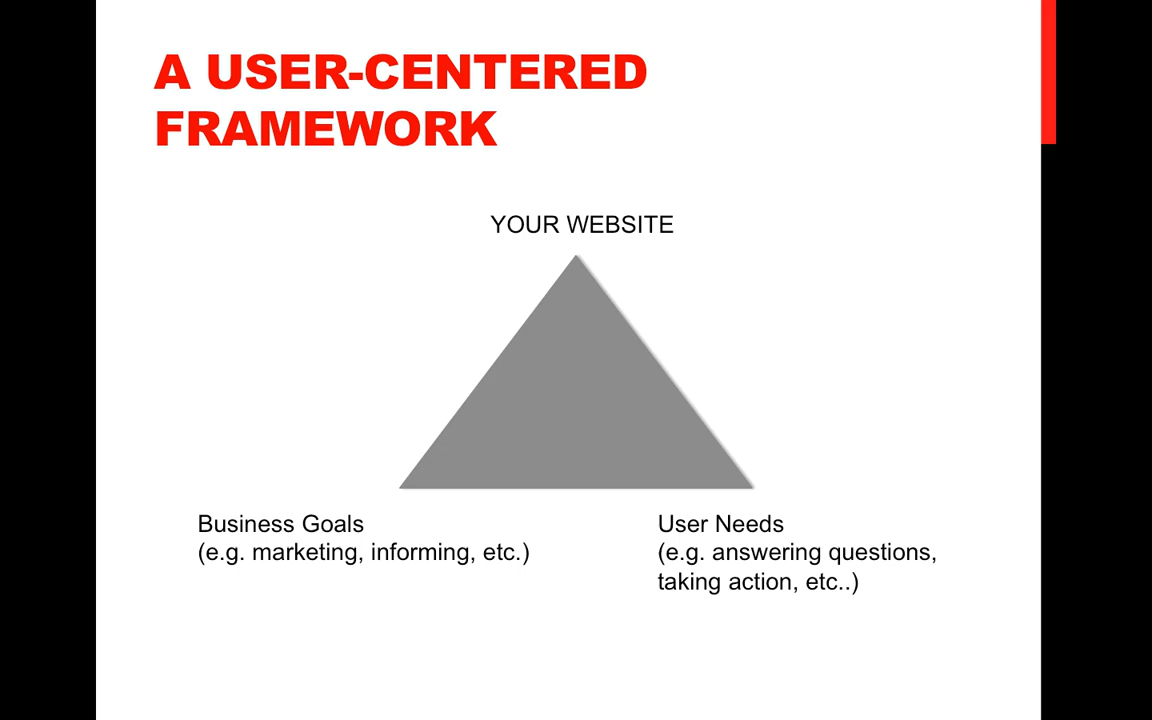 A USER-CENTERED
FRAMEWORK
YOUR WEBSITE
Business Goals
(e.g. marketing, informing, etc.)
User Needs
(e.g. answering questions,
taking action, etc..)